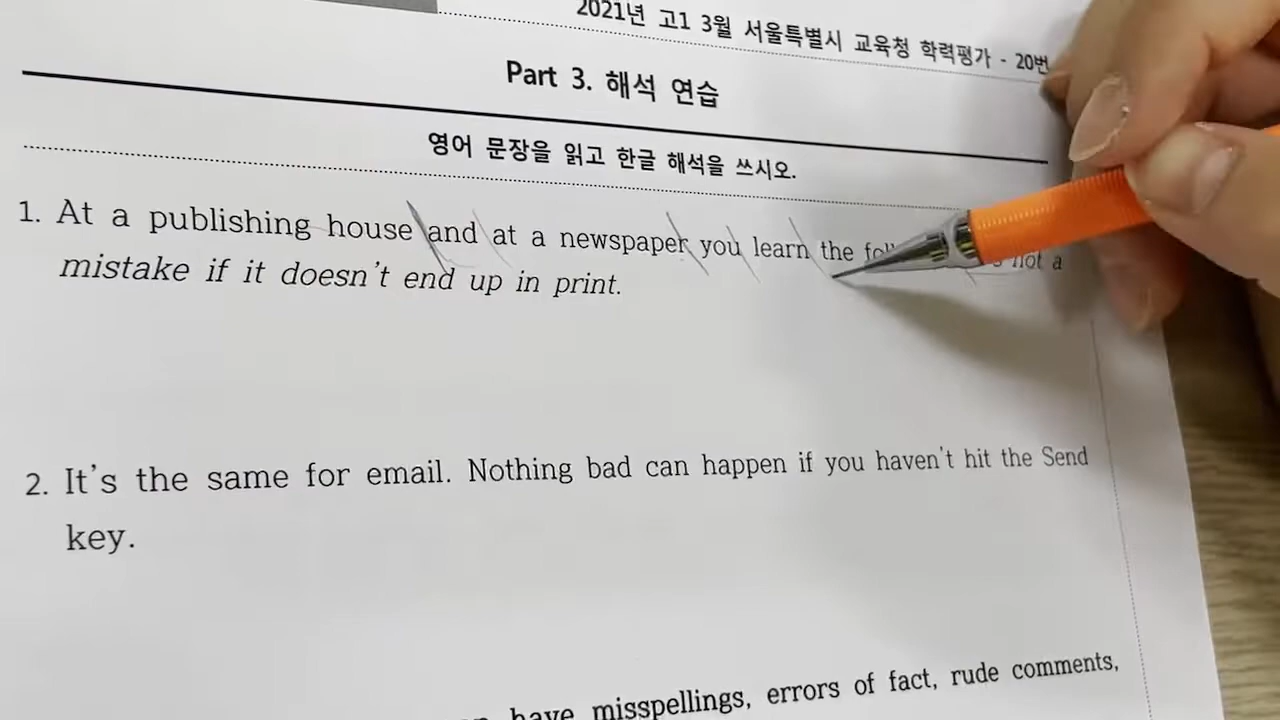 2021년 고1 3월 서울특별시 교육청 학력평가 - 20번
Part 3. 해석 연습
영어 문장을 읽고 한글 해석을 쓰시오.
1. At a publishing house and at a newspaper you learn the not a
mistake if it doesn't end up in print.
2. It's the same for email. Nothing bad can happen if you haven't hit the Send
key.
have misspellings, errors of fact, rude comments,